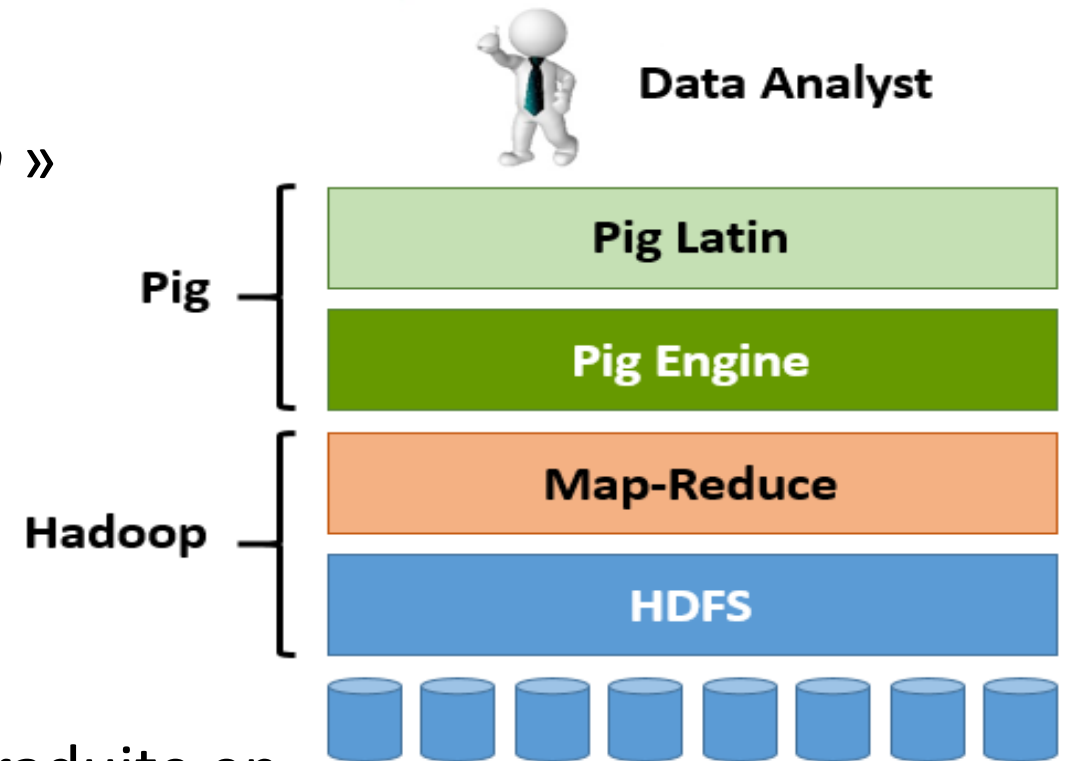 Data Analyst
»
Pig Latin
Pig
Pig Engine
Map-Reduce
Hadoop
HDFS